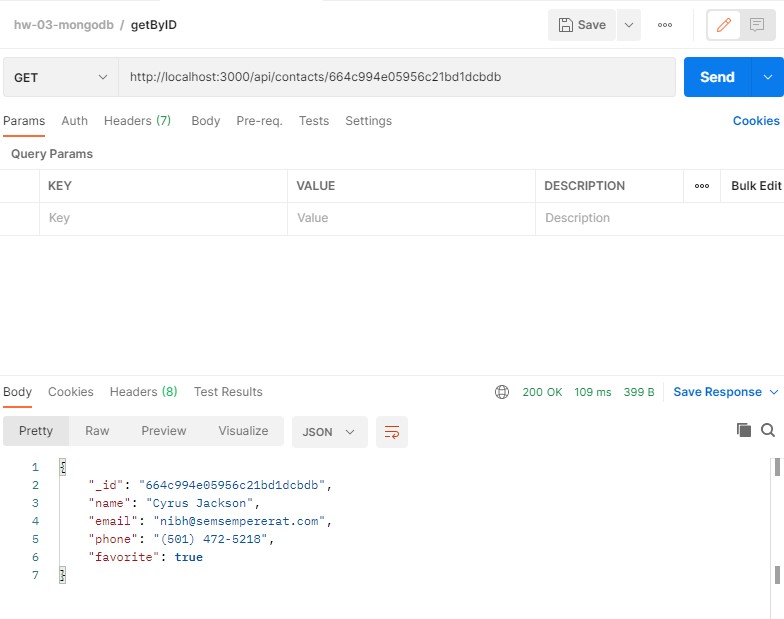 hw-03-mongodb / getByID Save ooo
GET http://localhost:3000/api/contacts/664c994e05956c21bd1dcbdb Send
Params Auth Headers (7) Body Pre-req. Tests Settings Cookies
Query Params
KEY VALUE DESCRIPTION ooo Bulk Edit
Key Value Description
Body Cookies Headers (8) Test Results 200 OK 109 ms 399 B Save Response
Pretty Raw Preview Visualize JSON
1 {
2 "_id": "664c994e05956c21bd1dcbdb",
3 "name": "Cyrus Jackson",
4 "email": "nibh@semsempererat.com",
5 "phone": "(501) 472-5218",
6 "favorite": true
7 }